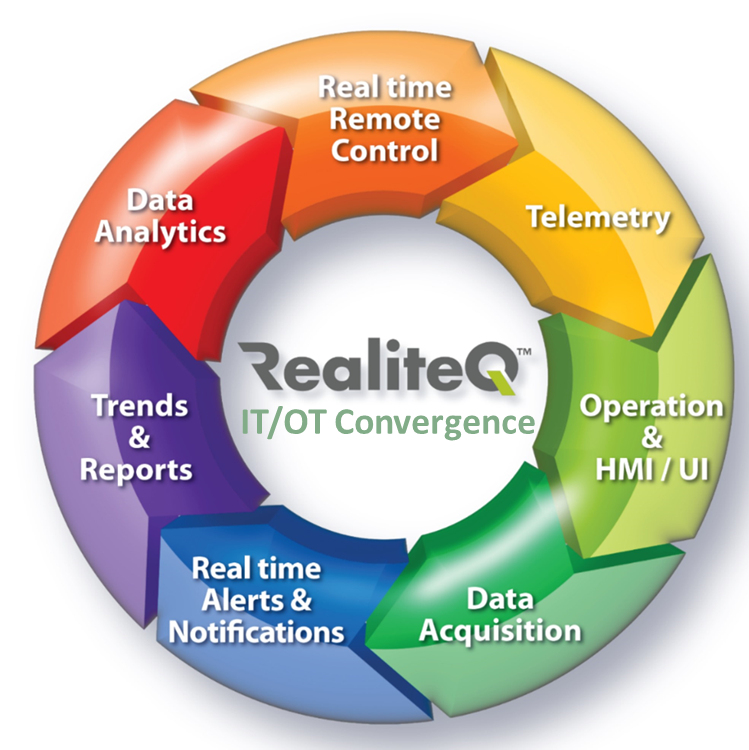 Real time
Remote
Control
Telemetry
Operation
&
HMI / UI
Data
Acquisition
Real time
Alerts &
Notifications
Trends
&
Reports
Data
Analytics
RealiteQ™
IT/OT Convergence